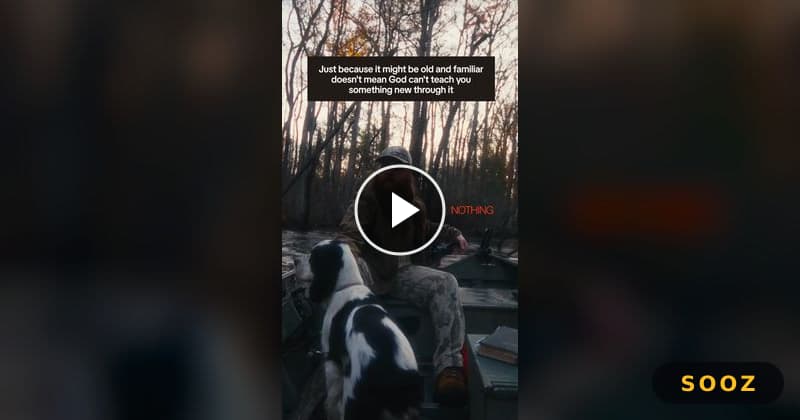 Just because it might be old and familiar
doesn't mean God can't teach you
something new through it
NOTHING
SOOZ